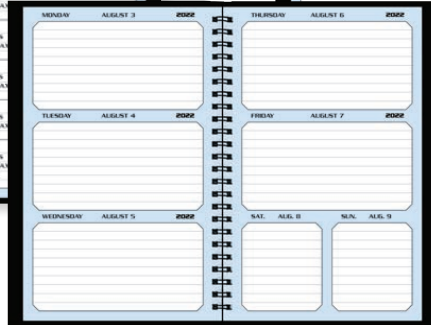 MONDAY AUGUST 3 2022
TUESDAY AUGUST 4 2022
WEDNESDAY AUGUST 5 2022
THURSDAY AUGUST 6
FRIDAY AUGUST 7 2022
SAT. AUG. 8
SUN. AUG. 9
2022